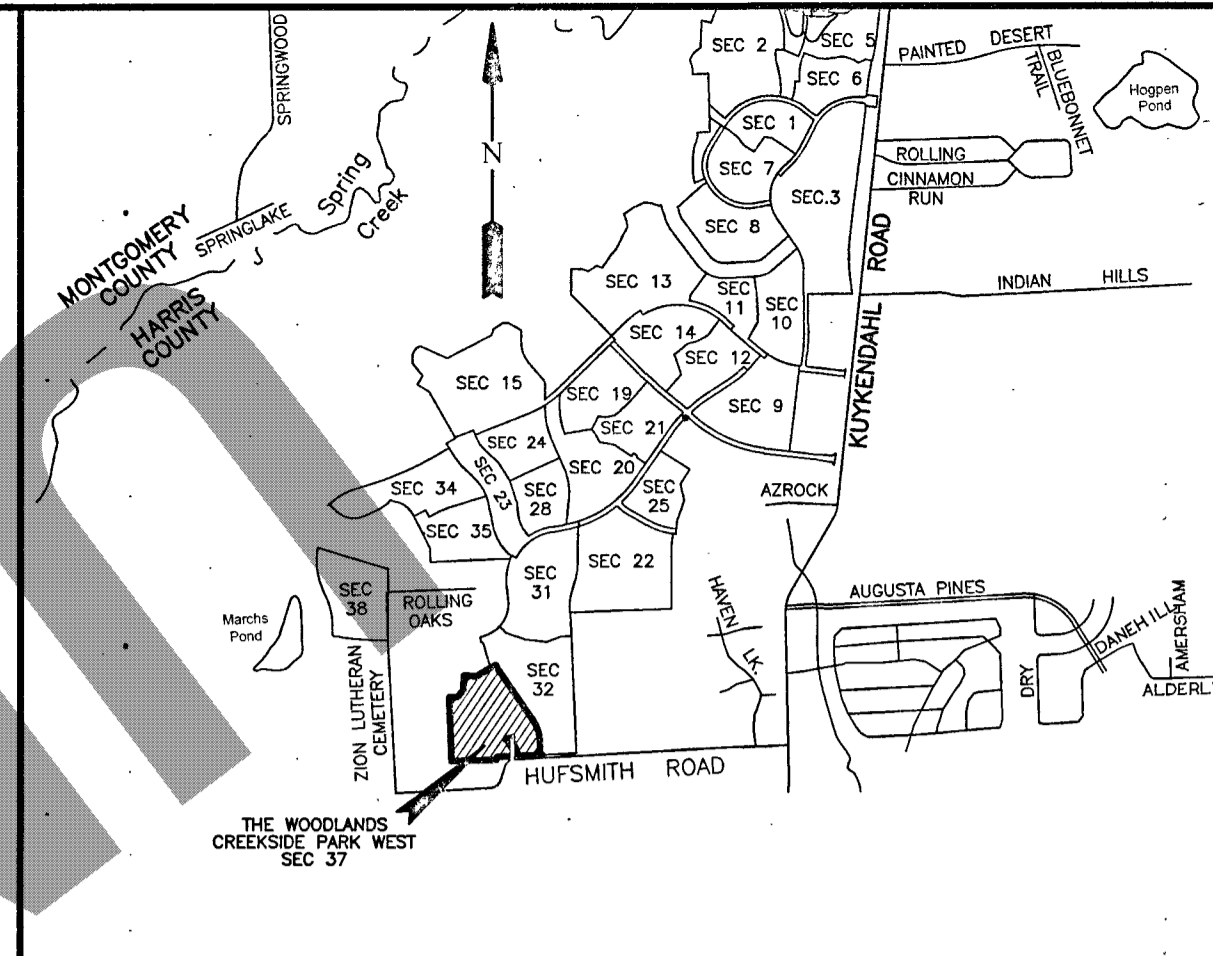 SEC 2
SEC 5
PAINTED DESERT
SPRINGWOOD
SEC 6
BLUEBONNET
TRAIL
Hogpen
Pond
SEC 1
N
SEC 7
ROLLING
CINNAMON
RUN
Spring
Creek
SEC.3
SPRINGLAKE
MONTGOMERY
COUNTY
SEC 8
KUYKENDAHL ROAD
HARRIS
COUNTY
SEC 13
SEC
11
SEC
10
INDIAN HILLS
SEC 14
SEC 12
SEC 15
SEC 19
SEC 9
SEC 21
SEC 24
SEC 20
SEC 23
SEC 34
SEC
28
SEC
25
AZROCK
SEC 35
SEC 22
SEC
31
SEC
38
ROLLING
OAKS
HAVEN
LK.
AUGUSTA PINES
Marchs
Pond
DANEHILL
AMERSHAM
DRY
ALDERL
SEC
32
ZION LUTHERAN
CEMETERY
HUFSMITH ROAD
THE WOODLANDS
CREEKSIDE PARK WEST
SEC 37